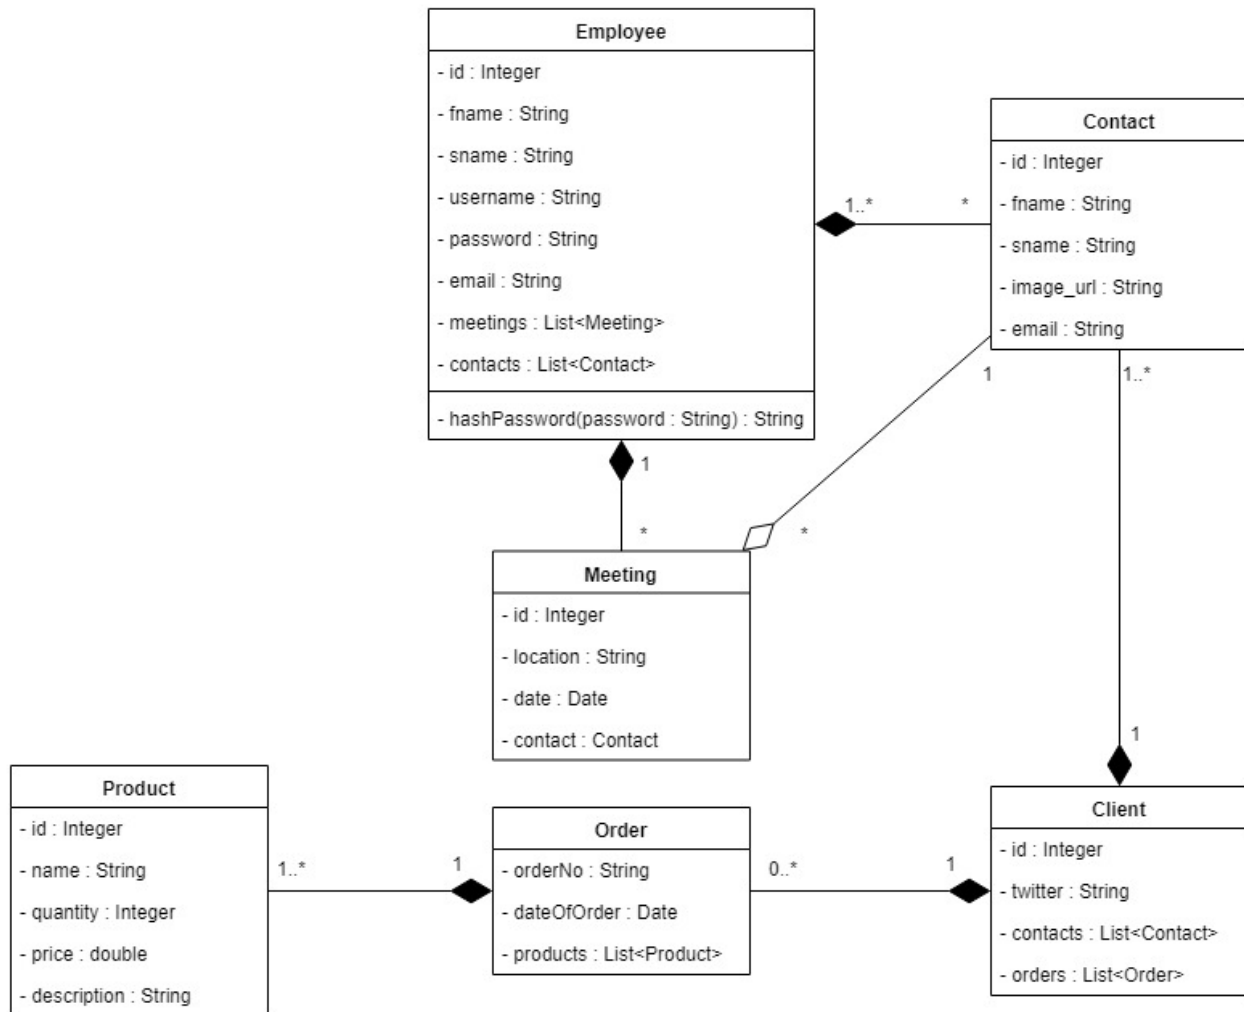 Employee
- id : Integer
- fname : String
- sname : String
- username : String
- password : String
- email : String
- meetings : List<Meeting>
- contacts : List<Contact>
- hashPassword(password : String) : String
Contact
- id : Integer
- fname : String
- sname : String
- image_url : String
- email : String
1..*
*
1
*
1
*
1..*
1
Meeting
- id : Integer
- location : String
- date : Date
- contact : Contact
Product
- id : Integer
- name : String
- quantity : Integer
- price : double
- description : String
1..*
1
Order
- orderNo : String
- dateOfOrder : Date
- products : List<Product>
0..*
1
Client
- id : Integer
- twitter : String
- contacts : List<Contact>
- orders : List<Order>